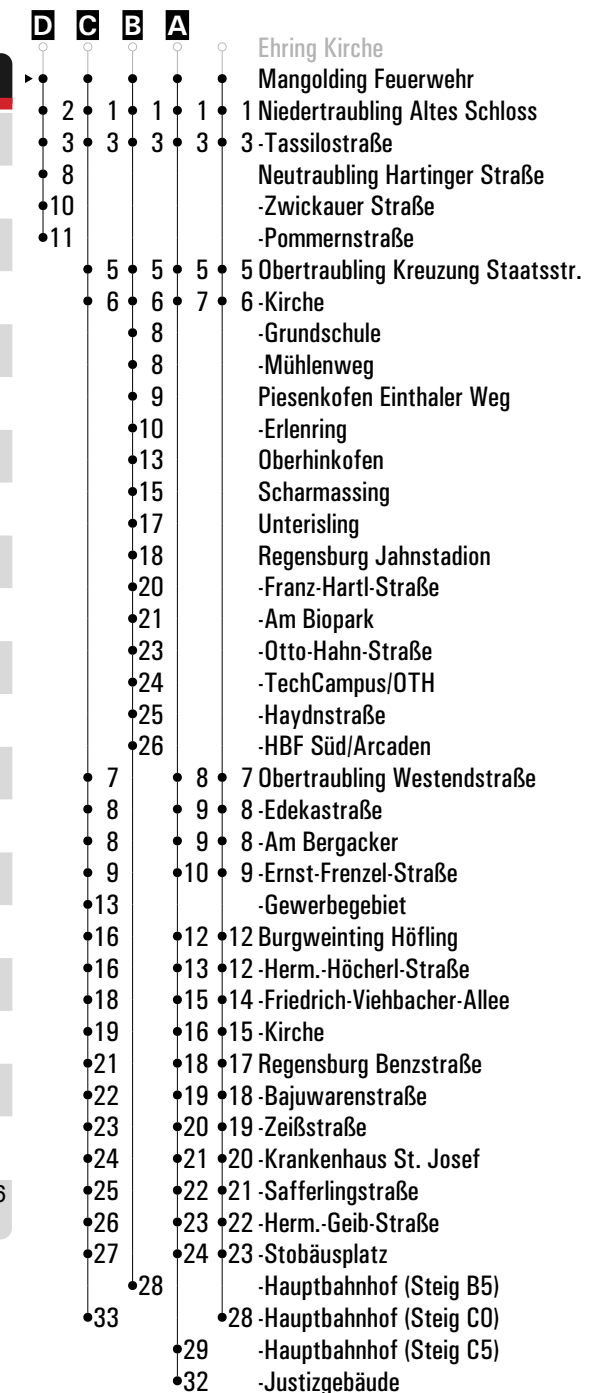 D C B A
Ehring Kirche
Mangolding Feuerwehr
2 1 1 1 1 Niedertraubling Altes Schloss
3 3 3 3 3 -Tassilostraße
8 Neutraubling Hartinger Straße
10 -Zwickauer Straße
11 -Pommernstraße
5 5 5 5 Obertraubling Kreuzung Staatsstr.
6 6 7 6 -Kirche
8 -Grundschule
8 -Mühlenweg
9 Piesenkofen Einthaler Weg
10 -Erlenring
13 Oberhinkofen
15 Scharmassing
17 Unterisling
18 Regensburg Jahnstadion
20 -Franz-Hartl-Straße
21 -Am Biopark
23 -Otto-Hahn-Straße
24 -TechCampus/OTH
25 -Haydnstraße
26 -HBF Süd/Arcaden
7 8 7 Obertraubling Westendstraße
8 9 8 -Edekastraße
8 9 8 -Am Bergacker
9 10 9 -Ernst-Frenzel-Straße
13 -Gewerbegebiet
16 12 12 Burgweinting Höfling
16 13 12 -Herm.-Höcherl-Straße
18 15 14 -Friedrich-Viehbacher-Allee
19 16 15 -Kirche
21 18 17 Regensburg Benzstraße
22 19 18 -Bajuwarenstraße
23 20 19 -Zeißstraße
24 21 20 -Krankenhaus St. Josef
6 25 22 21 -Safferlingstraße
26 23 22 -Herm.-Geib-Straße
27 24 23 -Stobäusplatz
28 -Hauptbahnhof (Steig B5)
33 28 -Hauptbahnhof (Steig C0)
29 -Hauptbahnhof (Steig C5)
32 -Justizgebäude